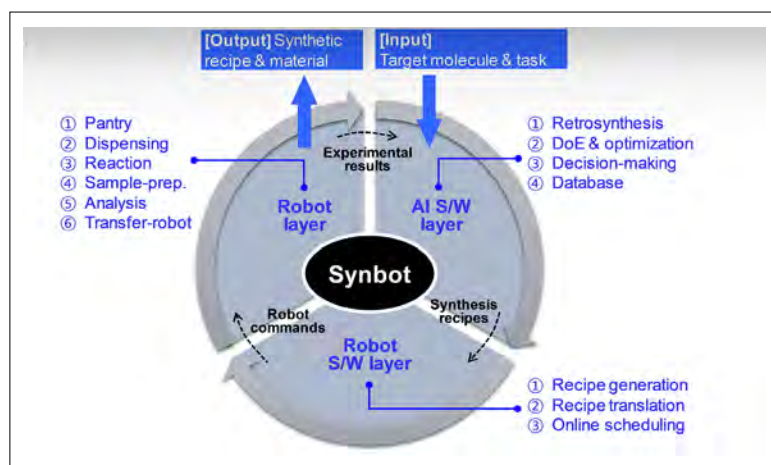 [Output] Synthetic
recipe & material
[Input]
Target molecule & task
① Pantry
② Dispensing
③ Reaction
④ Sample-prep.
⑤ Analysis
⑥ Transfer-robot
① Retrosynthesis
② DoE & optimization
③ Decision-making
④ Database
Experimental
results
Robot
layer
AI S/W
layer
Synbot
Robot
commands
Synthesis
recipes
Robot
S/W layer
① Recipe generation
② Recipe translation
③ Online scheduling